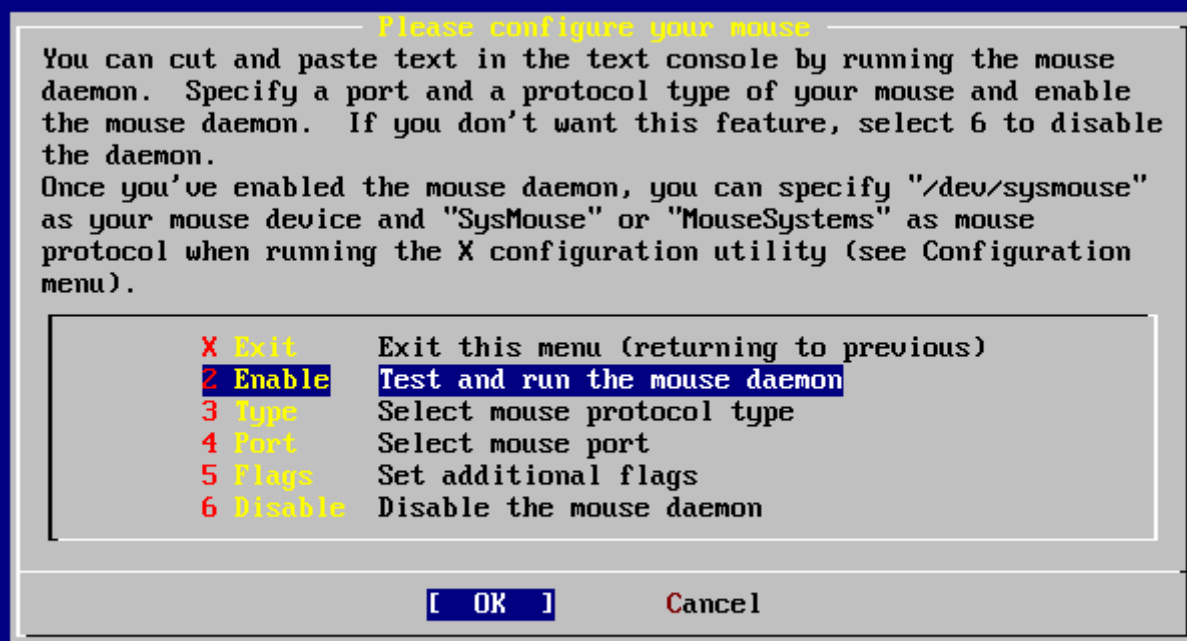 Please configure your mouse
You can cut and paste text in the text console by running the mouse
daemon.  Specify a port and a protocol type of your mouse and enable
the mouse daemon.  If you don't want this feature, select 6 to disable
the daemon.
Once you've enabled the mouse daemon, you can specify "/dev/sysmouse"
as your mouse device and "SysMouse" or "MouseSystems" as mouse
protocol when running the X configuration utility (see Configuration
menu).
X Exit     Exit this menu (returning to previous)
2 Enable   Test and run the mouse daemon
3 Type     Select mouse protocol type
4 Port     Select mouse port
5 Flags    Set additional flags
6 Disable  Disable the mouse daemon
[  OK  ]       Cancel